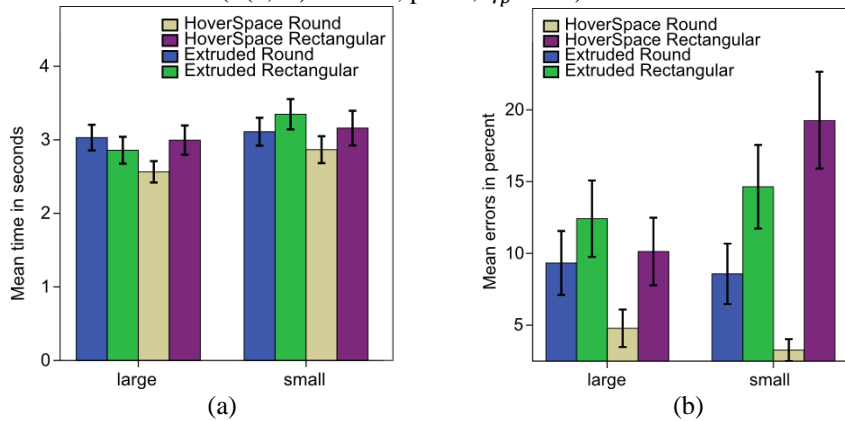 HoverSpace Round
HoverSpace Rectangular
Extruded Round
Extruded Rectangular
Mean time in seconds
4
3
2
1
0
large small
(a)
HoverSpace Round
HoverSpace Rectangular
Extruded Round
Extruded Rectangular
Mean errors in percent
20
15
10
5
large small
(b)